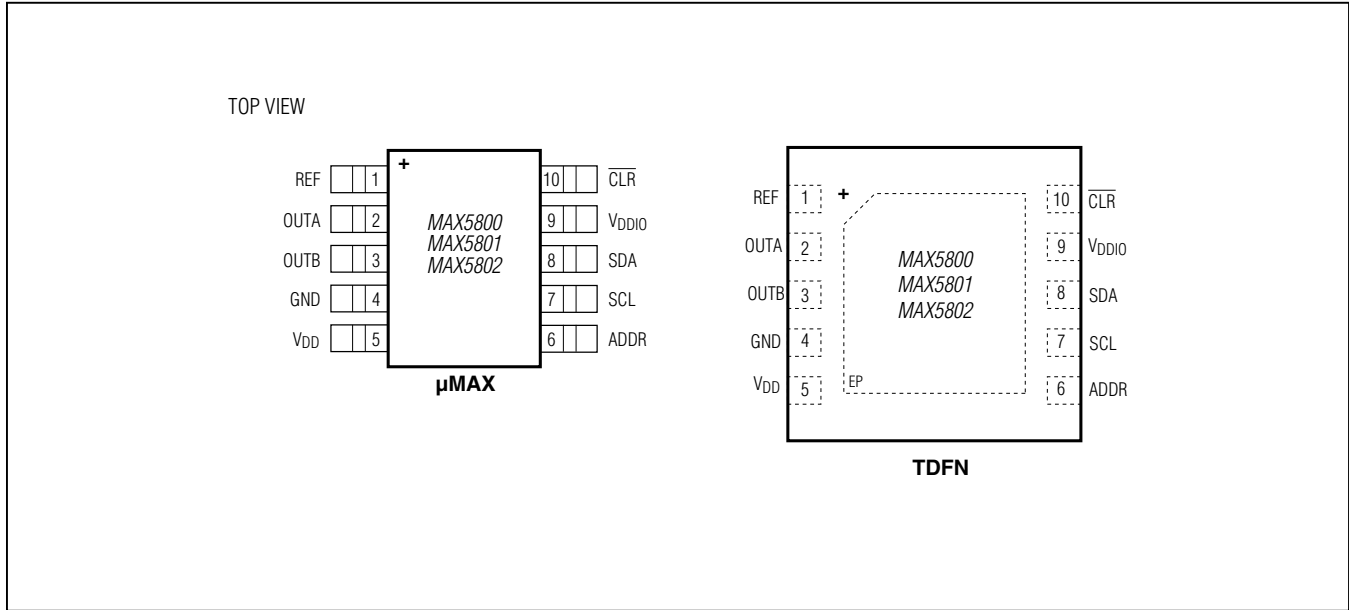 TOP VIEW
+
REF 1 10 C̅L̅R̅
OUTA 2 9 VDDIO
OUTB 3 8 SDA
GND 4 7 SCL
VDD 5 6 ADDR
MAX5800
MAX5801
MAX5802
µMAX
+
REF 1 10 C̅L̅R̅
OUTA 2 9 VDDIO
OUTB 3 8 SDA
GND 4 7 SCL
VDD 5 6 ADDR
MAX5800
MAX5801
MAX5802
EP
TDFN